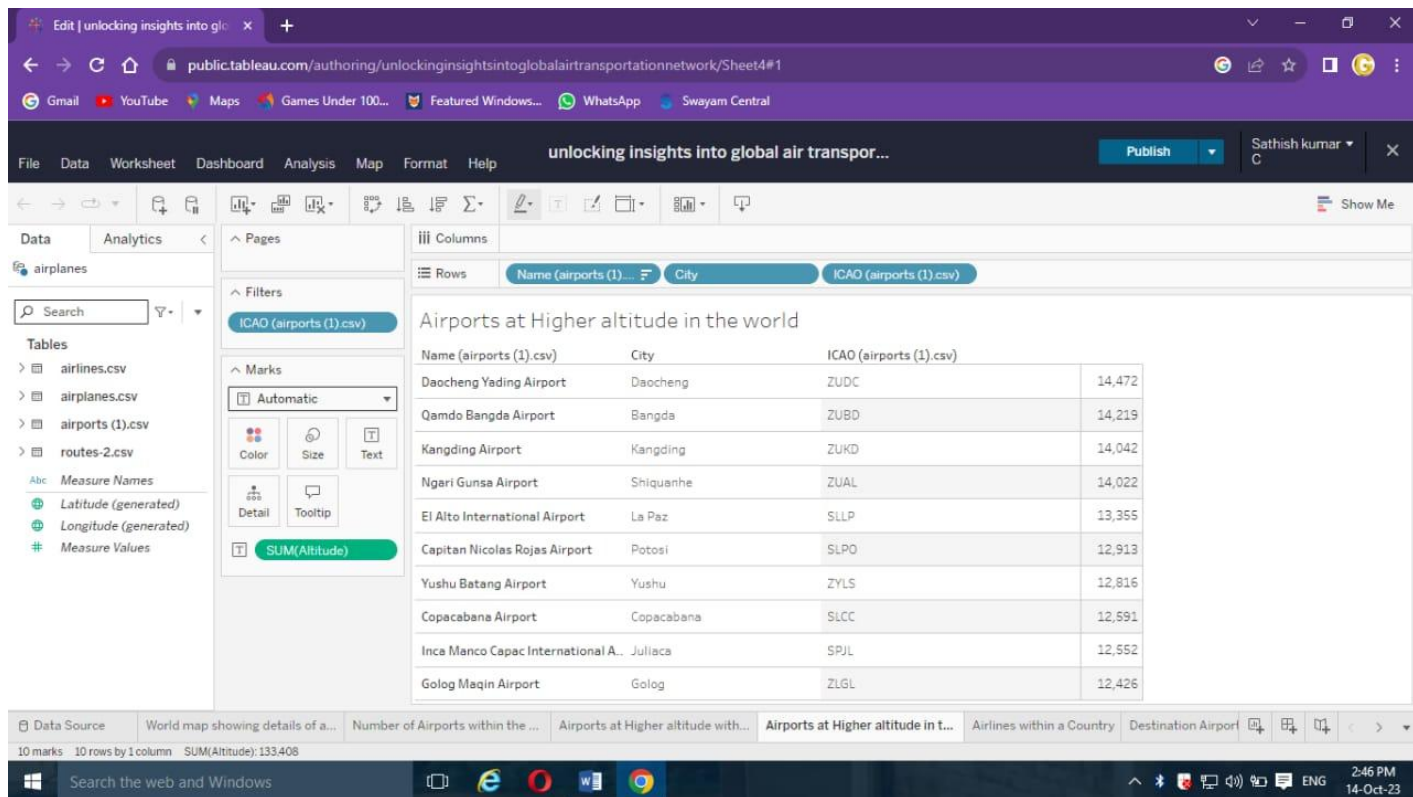 Edit | unlocking insights into glo
public.tableau.com/authoring/unlockinginsightsintoglobalairtransportationnetwork/Sheet4#1
Gmail YouTube Maps Games Under 100... Featured Windows... WhatsApp Swayam Central
File Data Worksheet Dashboard Analysis Map Format Help
unlocking insights into global air transpor...
Publish
Sathish kumar
C
Show Me
Data Analytics
airplanes
Search
Tables
airlines.csv
airplanes.csv
airports (1).csv
routes-2.csv
Abc Measure Names
Latitude (generated)
Longitude (generated)
# Measure Values
Pages
Filters
ICAO (airports (1).csv)
Marks
Automatic
Color Size Text
Detail Tooltip
SUM(Altitude)
Columns
Rows Name (airports (1).... City ICAO (airports (1).csv)
Airports at Higher altitude in the world
Name (airports (1).csv) City ICAO (airports (1).csv)
Daocheng Yading Airport Daocheng ZUDC 14,472
Qamdo Bangda Airport Bangda ZUBD 14,219
Kangding Airport Kangding ZUKD 14,042
Ngari Gunsa Airport Shiquanhe ZUAL 14,022
El Alto International Airport La Paz SLLP 13,355
Capitan Nicolas Rojas Airport Potosi SLPO 12,913
Yushu Batang Airport Yushu ZYLS 12,816
Copacabana Airport Copacabana SLCC 12,591
Inca Manco Capac International A.. Juliaca SPJL 12,552
Golog Maqin Airport Golog ZLGL 12,426
Data Source World map showing details of a... Number of Airports within the ... Airports at Higher altitude with... Airports at Higher altitude in t... Airlines within a Country Destination Airport
10 marks 10 rows by 1 column SUM(Altitude): 133,408
Search the web and Windows
ENG
2:46 PM
14-Oct-23